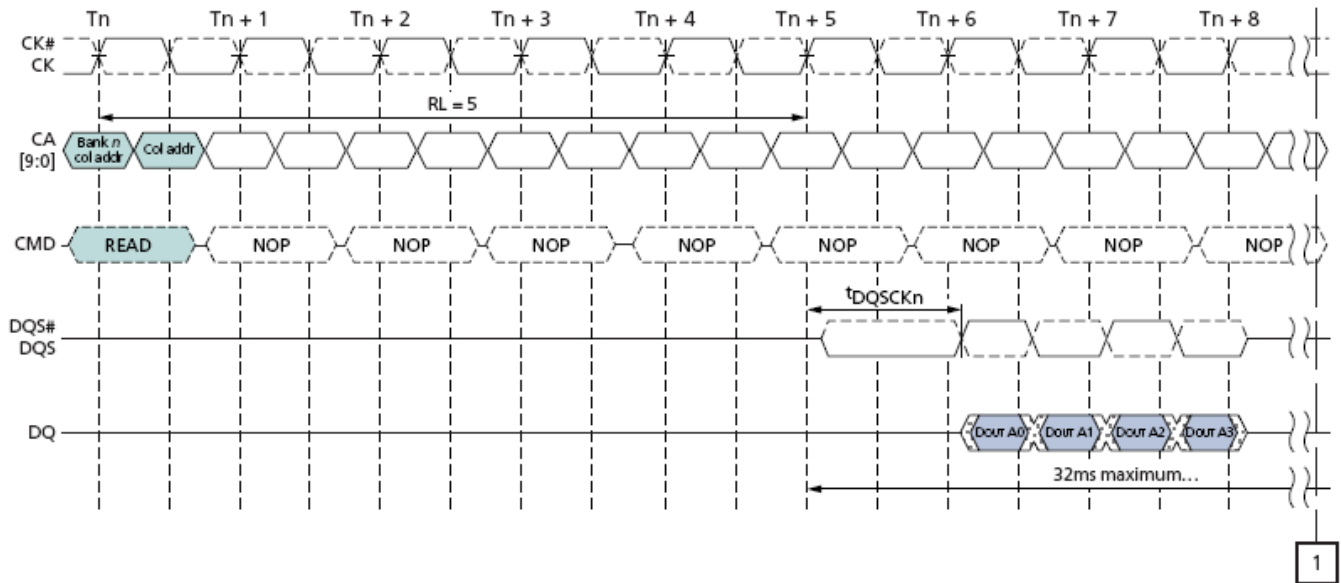 Tn Tn + 1 Tn + 2 Tn + 3 Tn + 4 Tn + 5 Tn + 6 Tn + 7 Tn + 8
CK#
CK
RL = 5
CA
[9:0]
Bank n
col addr
Col addr
CMD READ NOP NOP NOP NOP NOP NOP NOP NOP
tDQSCKn
DQS#
DQS
DQ DOUT A0 DOUT A1 DOUT A2 DOUT A3
32ms maximum…
1